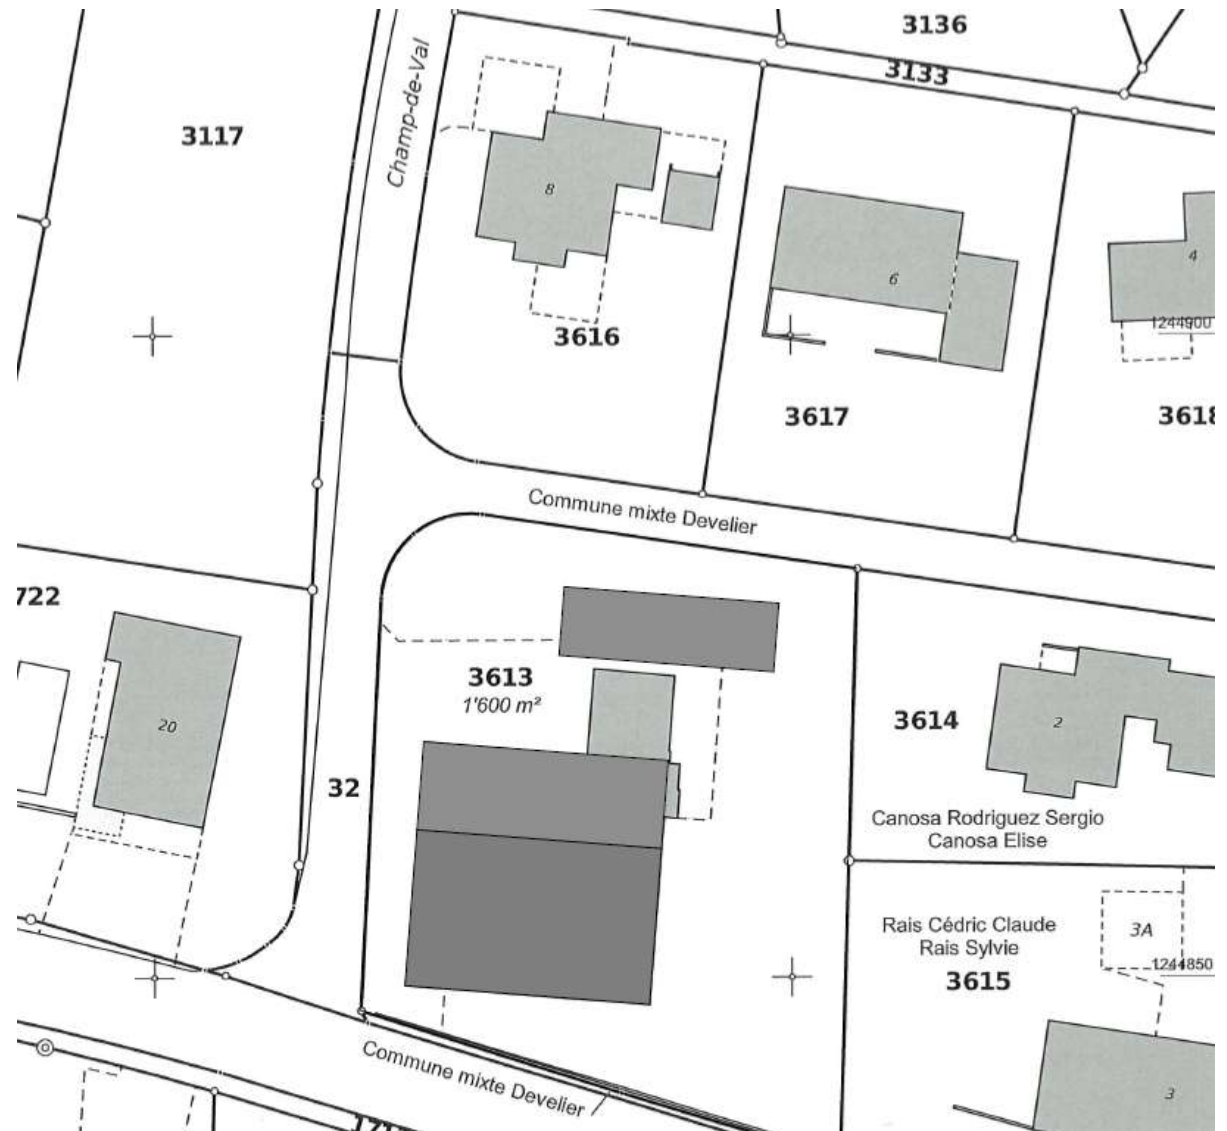 3136
3133
Champ-de-Val
3117
8
6
4
1244900
3616
3617
Commune mixte Develier
20
3613
1'600 m²
3614
2
32
Canosa Rodriguez Sergio
Canosa Elise
Rais Cédric Claude
Rais Sylvie
3A
1244850
3615
Commune mixte Develier
3